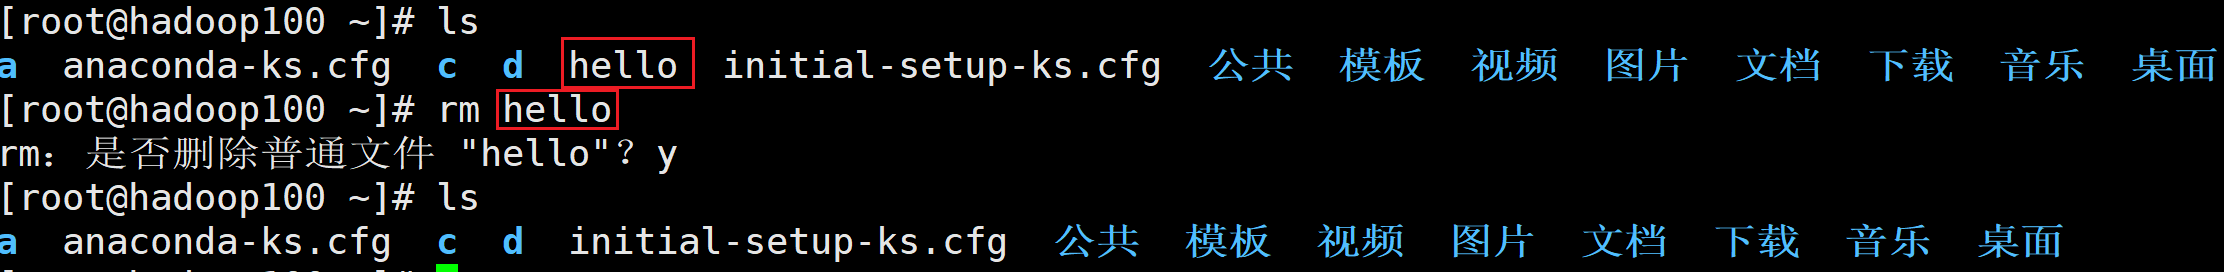 [root@hadoop100 ~]# ls
a  anaconda-ks.cfg  c  d  hello  initial-setup-ks.cfg  公共  模板  视频  图片  文档  下载  音乐  桌面
[root@hadoop100 ~]# rm hello
rm：是否删除普通文件 "hello"？y
[root@hadoop100 ~]# ls
a  anaconda-ks.cfg  c  d  initial-setup-ks.cfg  公共  模板  视频  图片  文档  下载  音乐  桌面